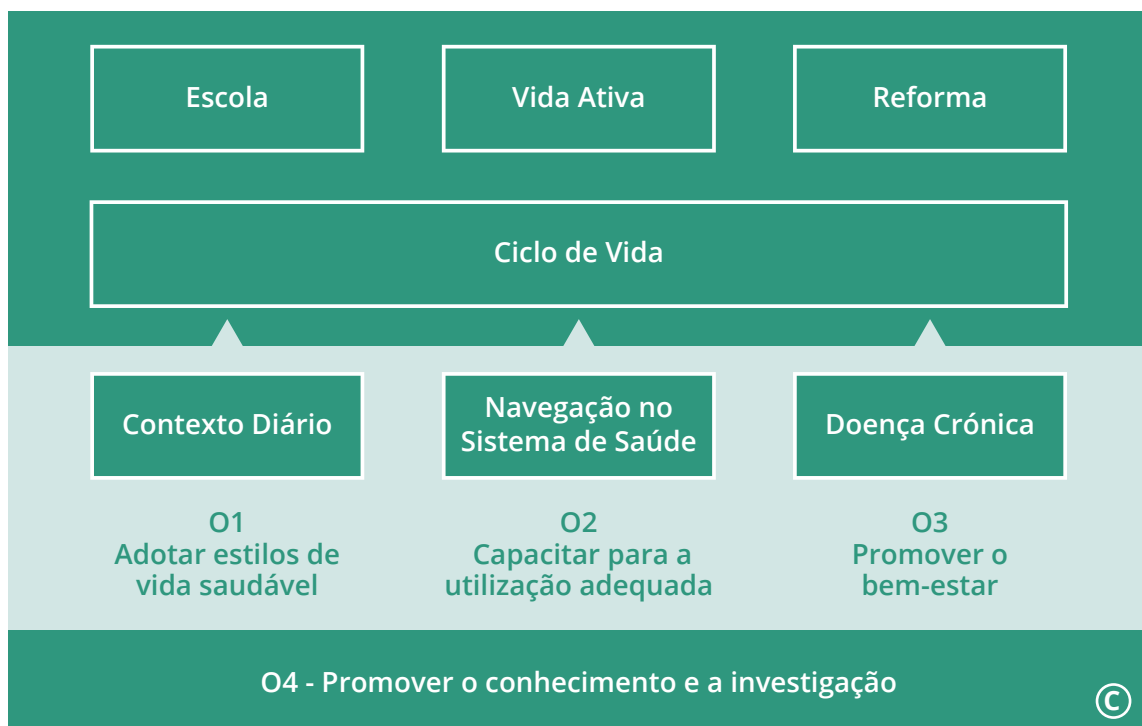 Escola
Vida Ativa
Reforma
Ciclo de Vida
Contexto Diário
Navegação no
Sistema de Saúde
Doença Crónica
O1
Adotar estilos de
vida saudável
O2
Capacitar para a
utilização adequada
O3
Promover o
bem-estar
O4 - Promover o conhecimento e a investigação
©